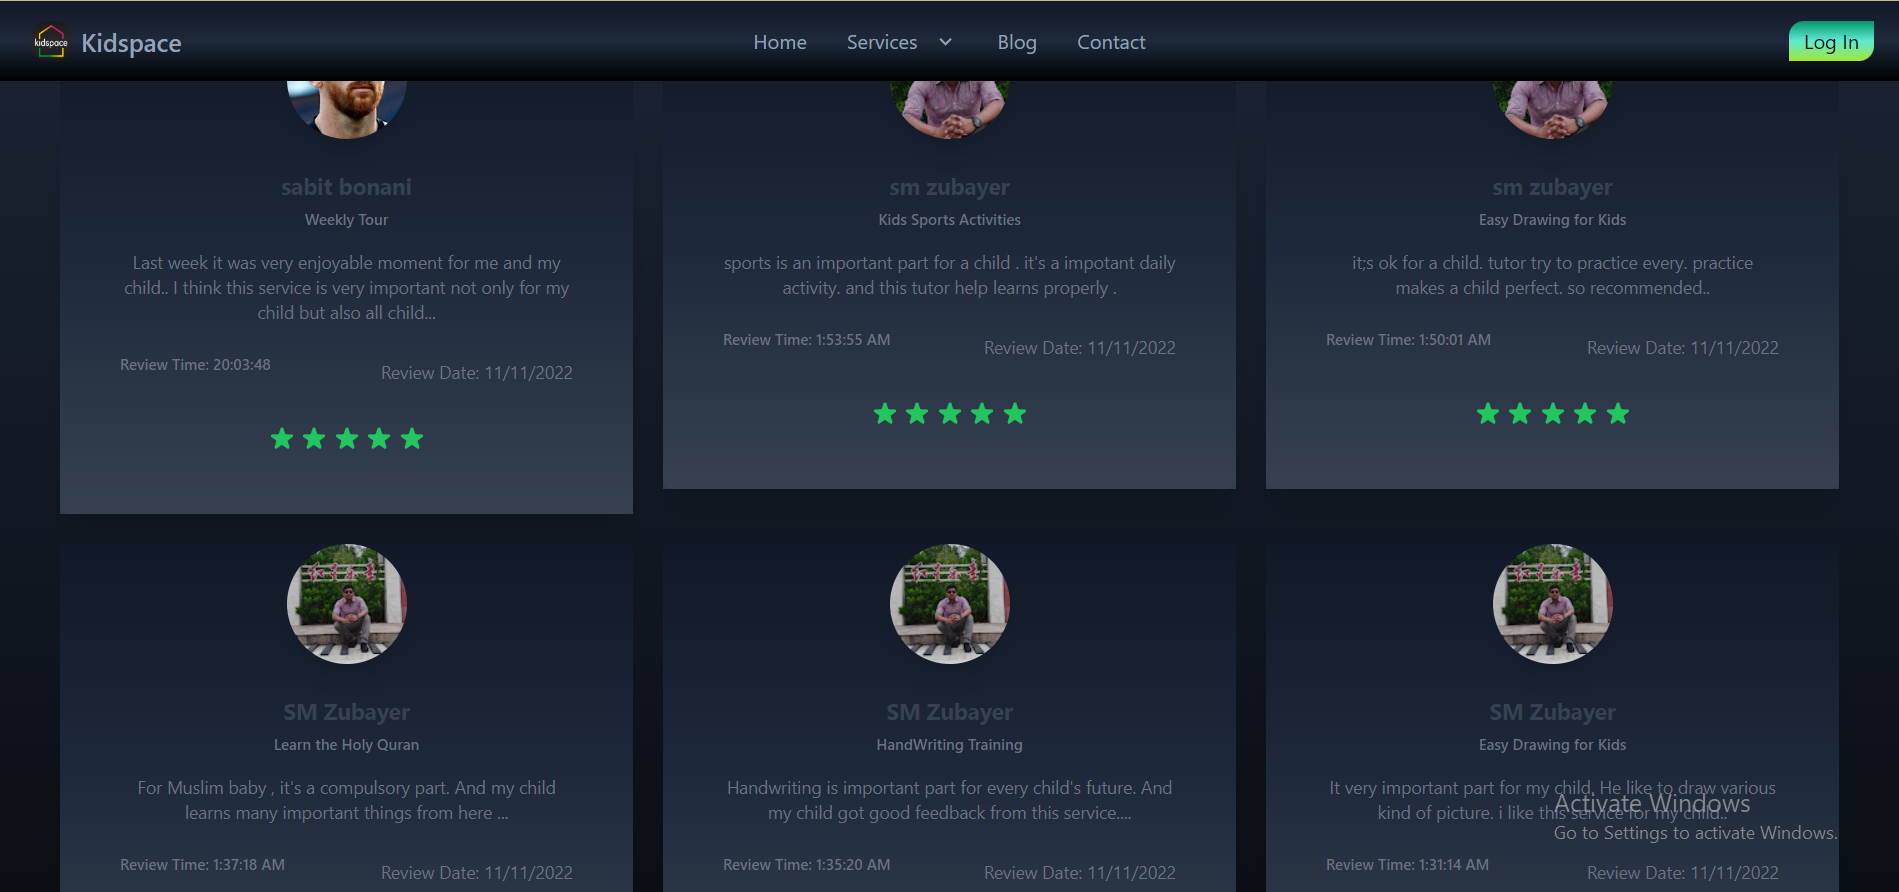 kidspace
Kidspace
Home
Services
Blog
Contact
Log In
sabit bonani
Weekly Tour
Last week it was very enjoyable moment for me and my
child.. I think this service is very important not only for my
child but also all child...
Review Time: 20:03:48
Review Date: 11/11/2022
sm zubayer
Kids Sports Activities
sports is an important part for a child . it's a impotant daily
activity. and this tutor help learns properly .
Review Time: 1:53:55 AM
Review Date: 11/11/2022
sm zubayer
Easy Drawing for Kids
it;s ok for a child. tutor try to practice every. practice
makes a child perfect. so recommended..
Review Time: 1:50:01 AM
Review Date: 11/11/2022
SM Zubayer
Learn the Holy Quran
For Muslim baby , it's a compulsory part. And my child
learns many important things from here ...
Review Time: 1:37:18 AM
Review Date: 11/11/2022
SM Zubayer
HandWriting Training
Handwriting is important part for every child's future. And
my child got good feedback from this service....
Review Time: 1:35:20 AM
Review Date: 11/11/2022
SM Zubayer
Easy Drawing for Kids
It very important part for my child. He like to draw various
kind of picture. i like this service for my child..
Review Time: 1:31:14 AM
Review Date: 11/11/2022
Activate Windows
Go to Settings to activate Windows.